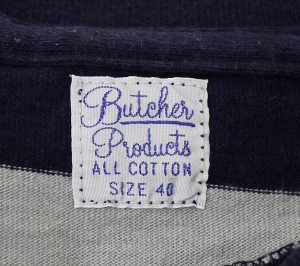 Butcher
Products
ALL COTTON
SIZE 40